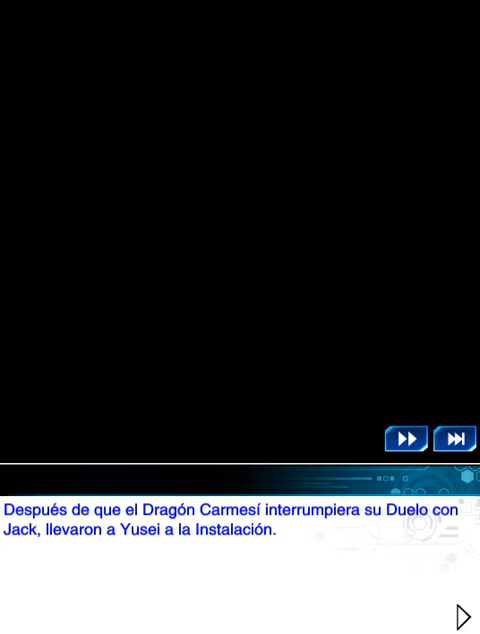 Después de que el Dragón Carmesí interrumpiera su Duelo con
Jack, llevaron a Yusei a la Instalación.